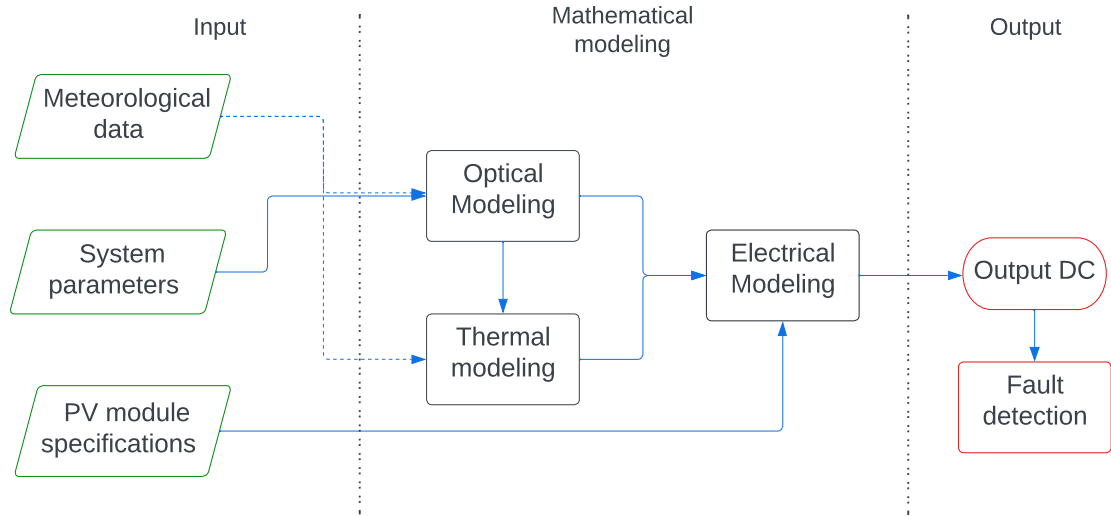 Input
Mathematical
modeling
Output
Meteorological
data
System
parameters
PV module
specifications
Optical
Modeling
Thermal
modeling
Electrical
Modeling
Output DC
Fault
detection